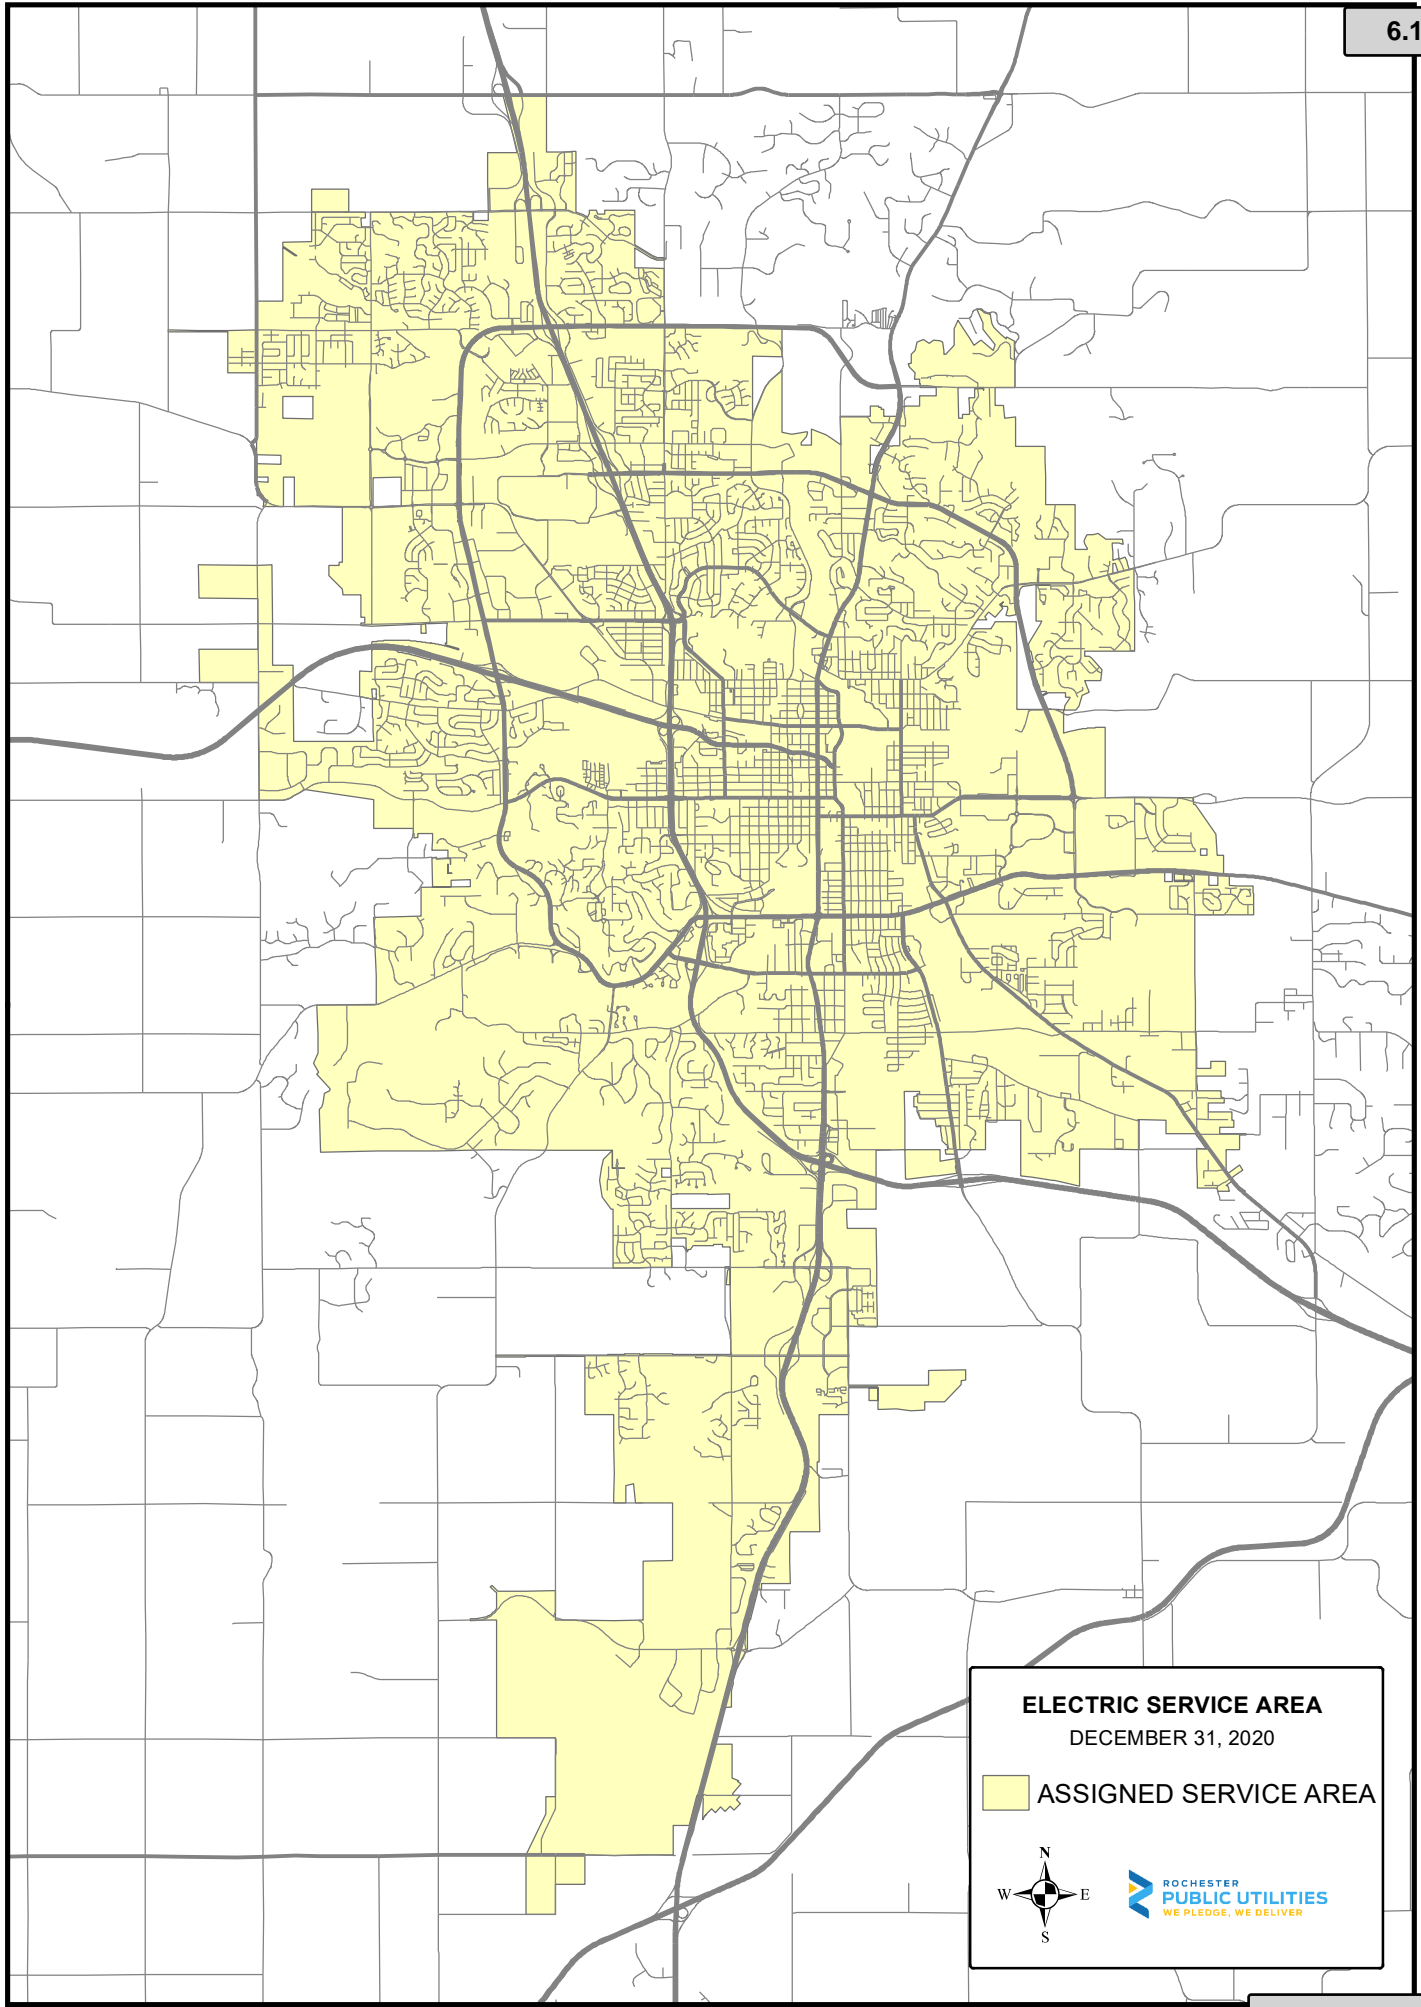 6.1
ELECTRIC SERVICE AREA
DECEMBER 31, 2020
ASSIGNED SERVICE AREA
N
W E
S
ROCHESTER
PUBLIC UTILITIES
WE PLEDGE, WE DELIVER